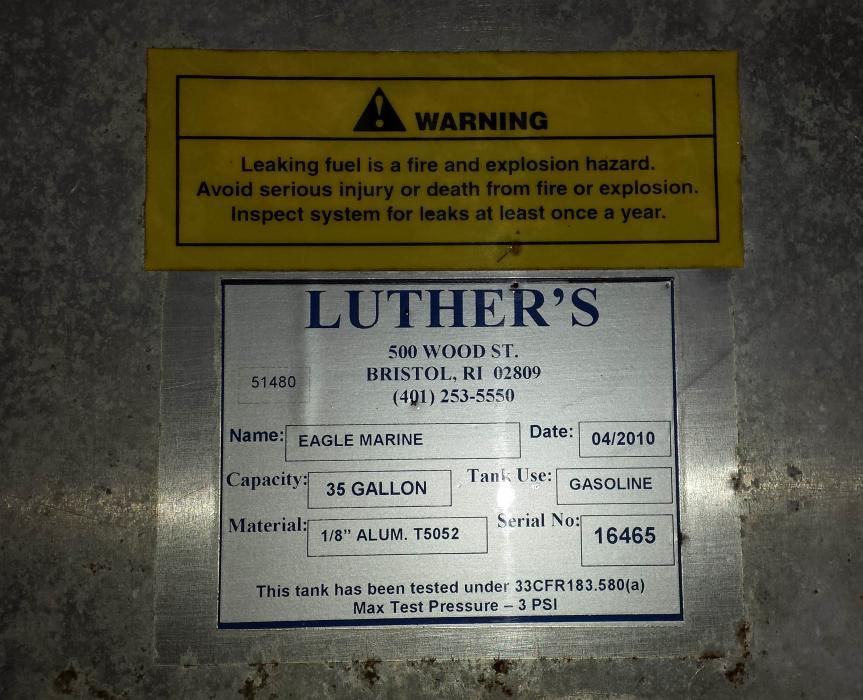 WARNING
Leaking fuel is a fire and explosion hazard.
Avoid serious injury or death from fire or explosion.
Inspect system for leaks at least once a year.
LUTHER'S
500 WOOD ST.
BRISTOL, RI 02809
51480
(401) 253-5550
Name: EAGLE MARINE Date: 04/2010
Capacity: 35 GALLON Tank Use: GASOLINE
Material: 1/8” ALUM. T5052 Serial No: 16465
This tank has been tested under 33CFR183.580(a)
Max Test Pressure – 3 PSI